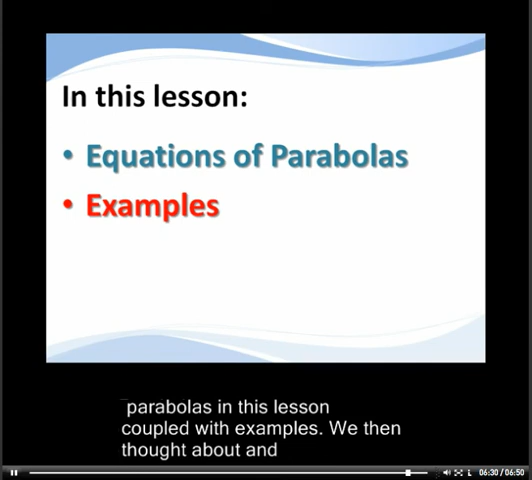 In this lesson:
• Equations of Parabolas
• Examples
parabolas in this lesson
coupled with examples. We then
thought about and
L 06:30 / 06:50